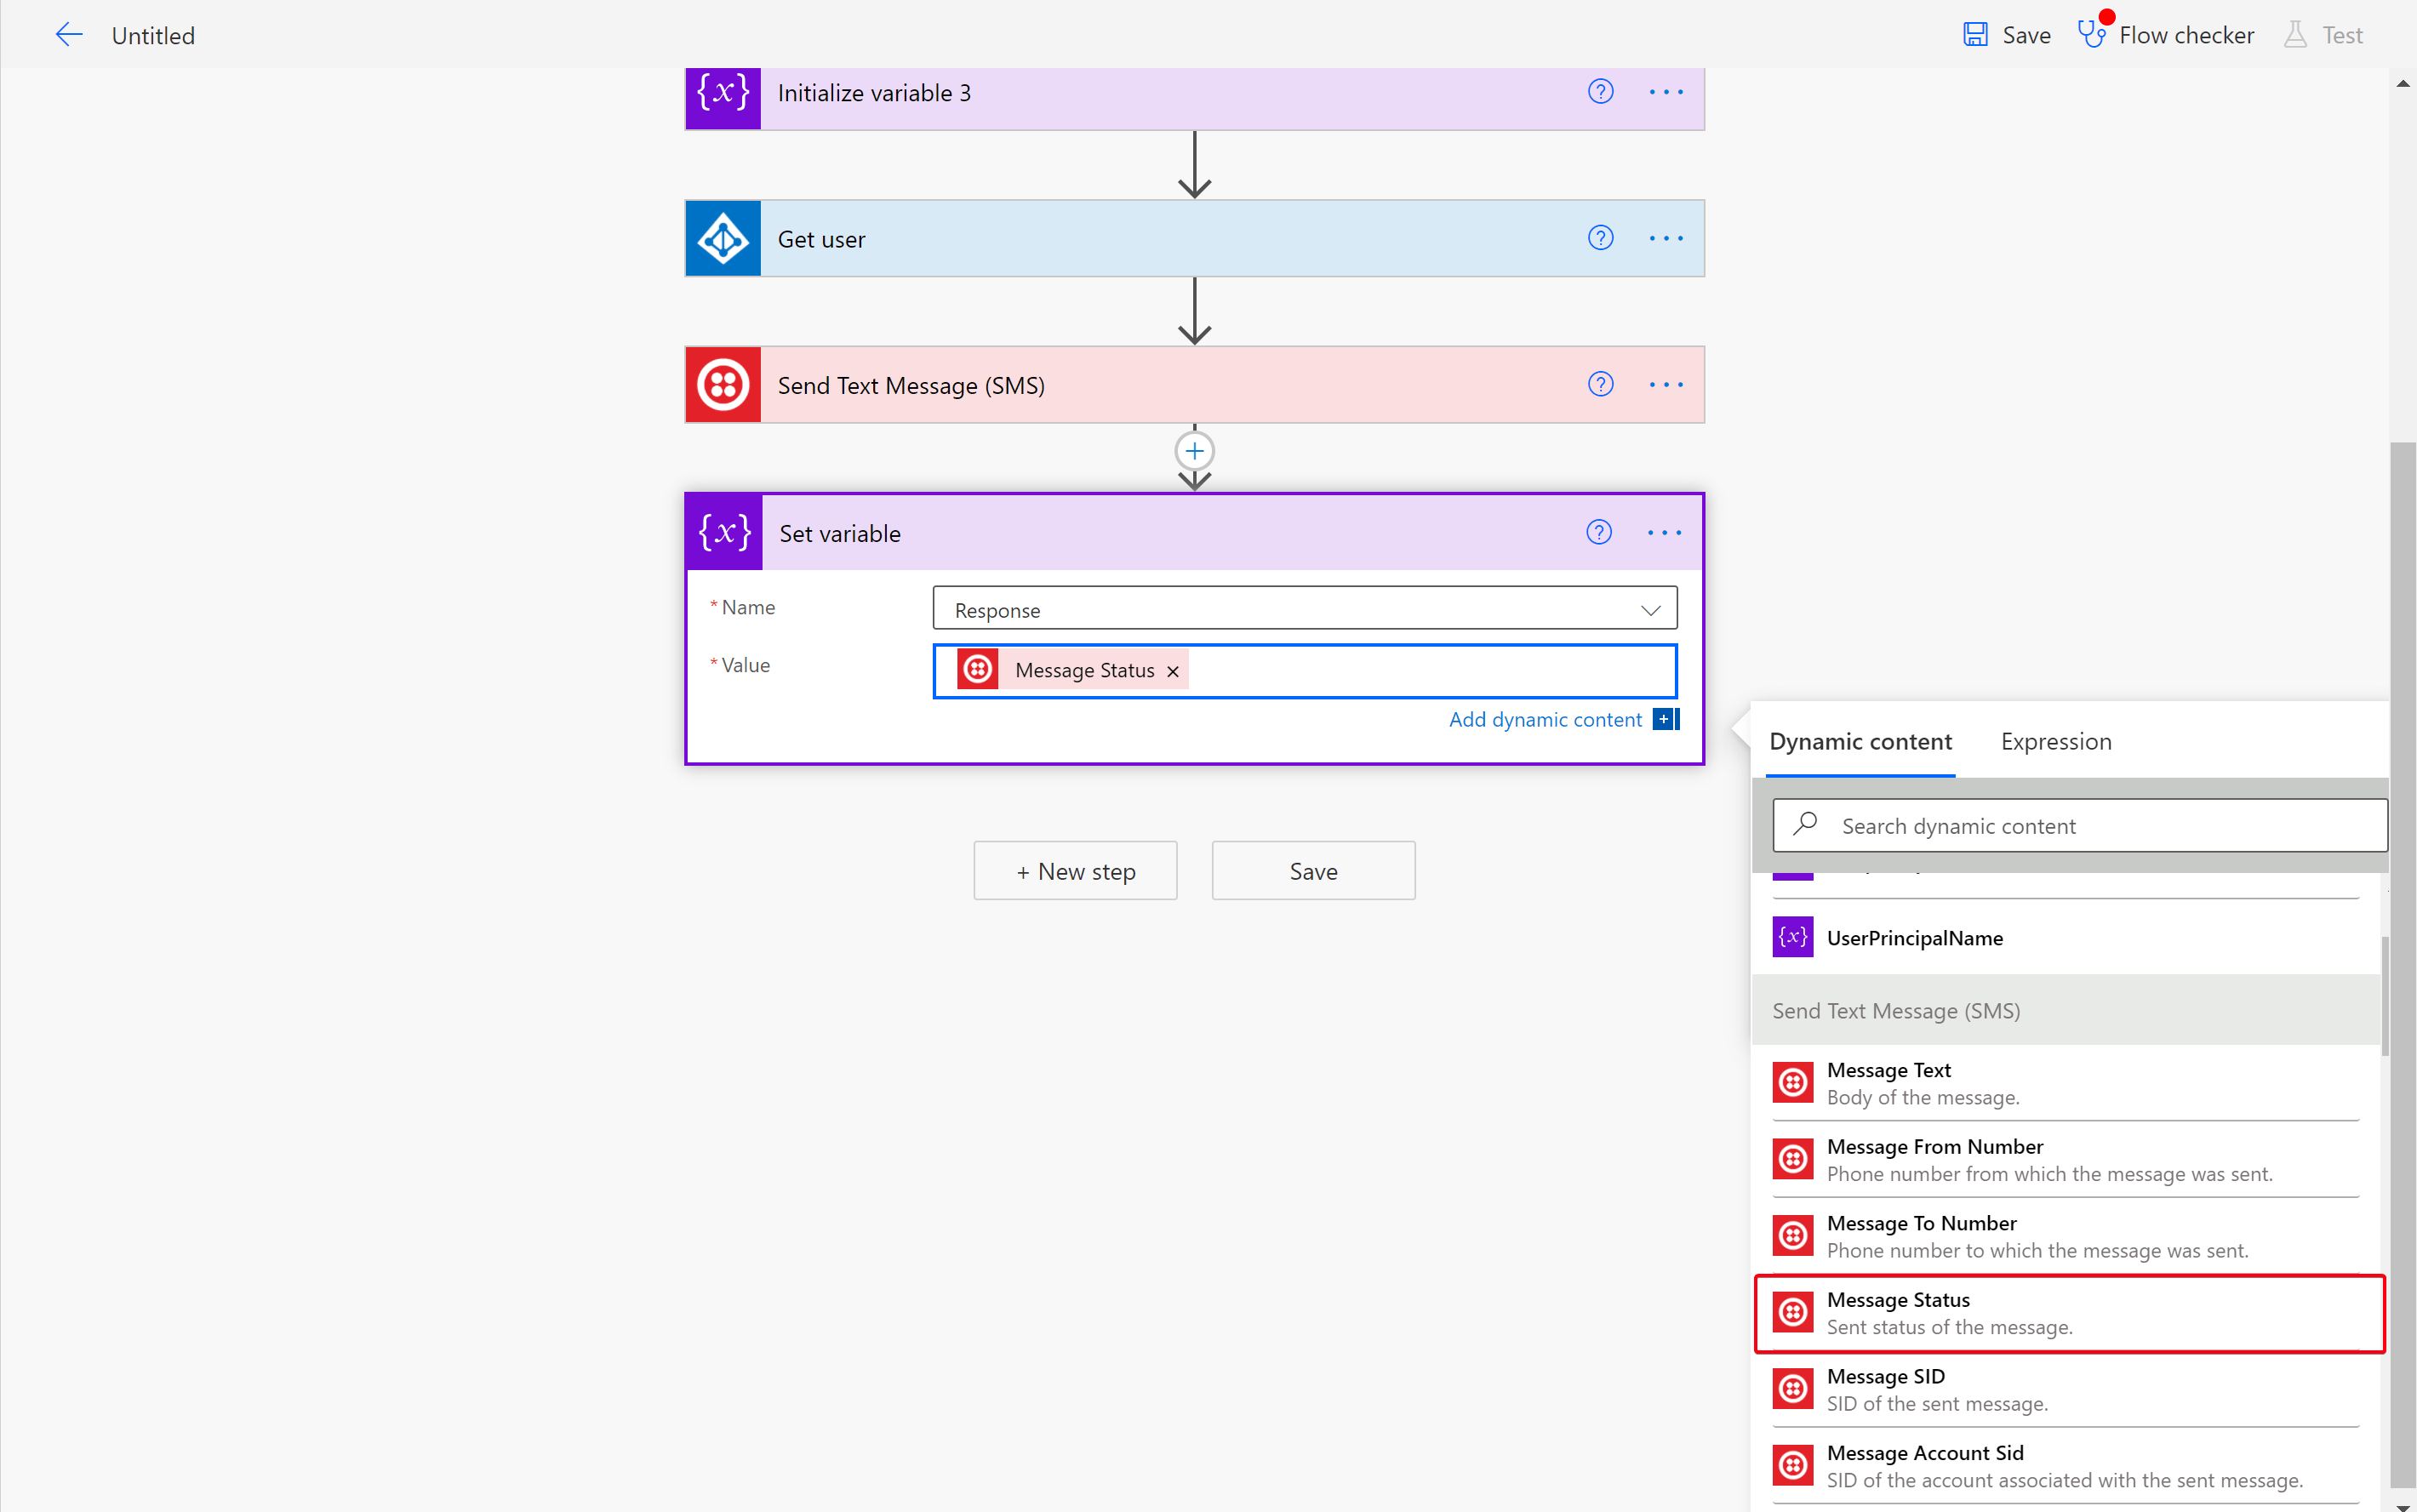 Untitled
Save
Flow checker
Test
{x} Initialize variable 3
Get user
Send Text Message (SMS)
{x} Set variable
* Name
Response
* Value
Message Status ×
Add dynamic content
+ New step
Save
Dynamic content
Expression
Search dynamic content
{x} UserPrincipalName
Send Text Message (SMS)
Message Text
Body of the message.
Message From Number
Phone number from which the message was sent.
Message To Number
Phone number to which the message was sent.
Message Status
Sent status of the message.
Message SID
SID of the sent message.
Message Account Sid
SID of the account associated with the sent message.